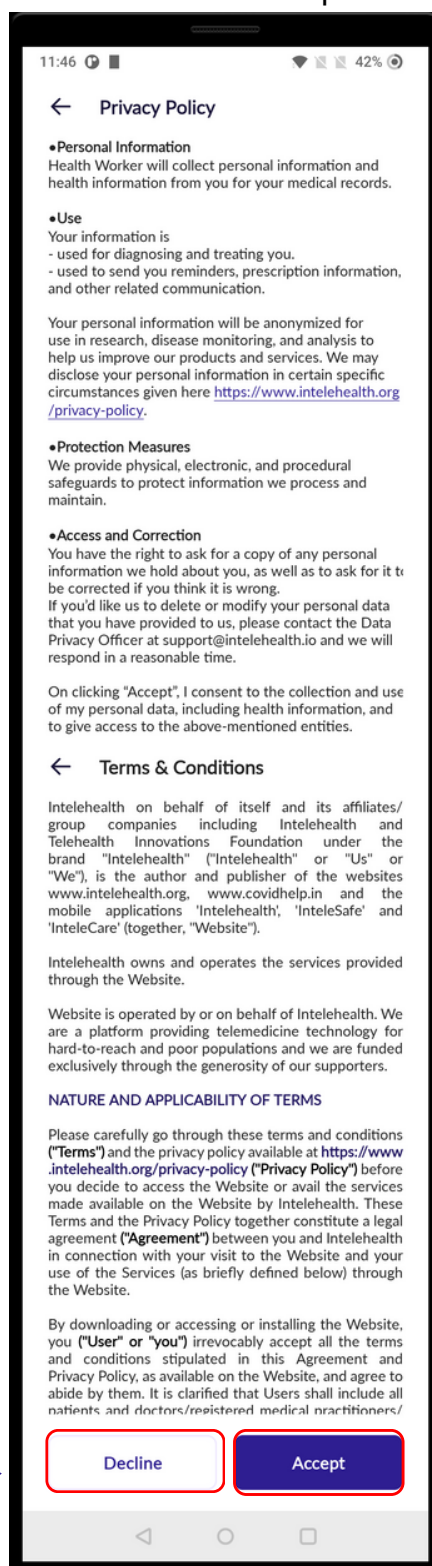 11:46 42%
← Privacy Policy
•Personal Information
Health Worker will collect personal information and
health information from you for your medical records.
•Use
Your information is
- used for diagnosing and treating you.
- used to send you reminders, prescription information,
and other related communication.
Your personal information will be anonymized for
use in research, disease monitoring, and analysis to
help us improve our products and services. We may
disclose your personal information in certain specific
circumstances given here https://www.intelehealth.org
/privacy-policy.
•Protection Measures
We provide physical, electronic, and procedural
safeguards to protect information we process and
maintain.
•Access and Correction
You have the right to ask for a copy of any personal
information we hold about you, as well as to ask for it to
be corrected if you think it is wrong.
If you'd like us to delete or modify your personal data
that you have provided to us, please contact the Data
Privacy Officer at support@intelehealth.io and we will
respond in a reasonable time.
On clicking “Accept”, I consent to the collection and use
of my personal data, including health information, and
to give access to the above-mentioned entities.
← Terms & Conditions
Intelehealth on behalf of itself and its affiliates/
group companies including Intelehealth and
Telehealth Innovations Foundation under the
brand "Intelehealth" ("Intelehealth" or "Us" or
"We"), is the author and publisher of the websites
www.intelehealth.org, www.covidhelp.in and the
mobile applications 'Intelehealth', 'InteleSafe' and
'InteleCare' (together, "Website").
Intelehealth owns and operates the services provided
through the Website.
Website is operated by or on behalf of Intelehealth. We
are a platform providing telemedicine technology for
hard-to-reach and poor populations and we are funded
exclusively through the generosity of our supporters.
NATURE AND APPLICABILITY OF TERMS
Please carefully go through these terms and conditions
("Terms") and the privacy policy available at https://www
.intelehealth.org/privacy-policy ("Privacy Policy") before
you decide to access the Website or avail the services
made available on the Website by Intelehealth. These
Terms and the Privacy Policy together constitute a legal
agreement ("Agreement") between you and Intelehealth
in connection with your visit to the Website and your
use of the Services (as briefly defined below) through
the Website.
By downloading or accessing or installing the Website,
you ("User" or "you") irrevocably accept all the terms
and conditions stipulated in this Agreement and
Privacy Policy, as available on the Website, and agree to
abide by them. It is clarified that Users shall include all
patients and doctors/registered medical practitioners/
Decline Accept